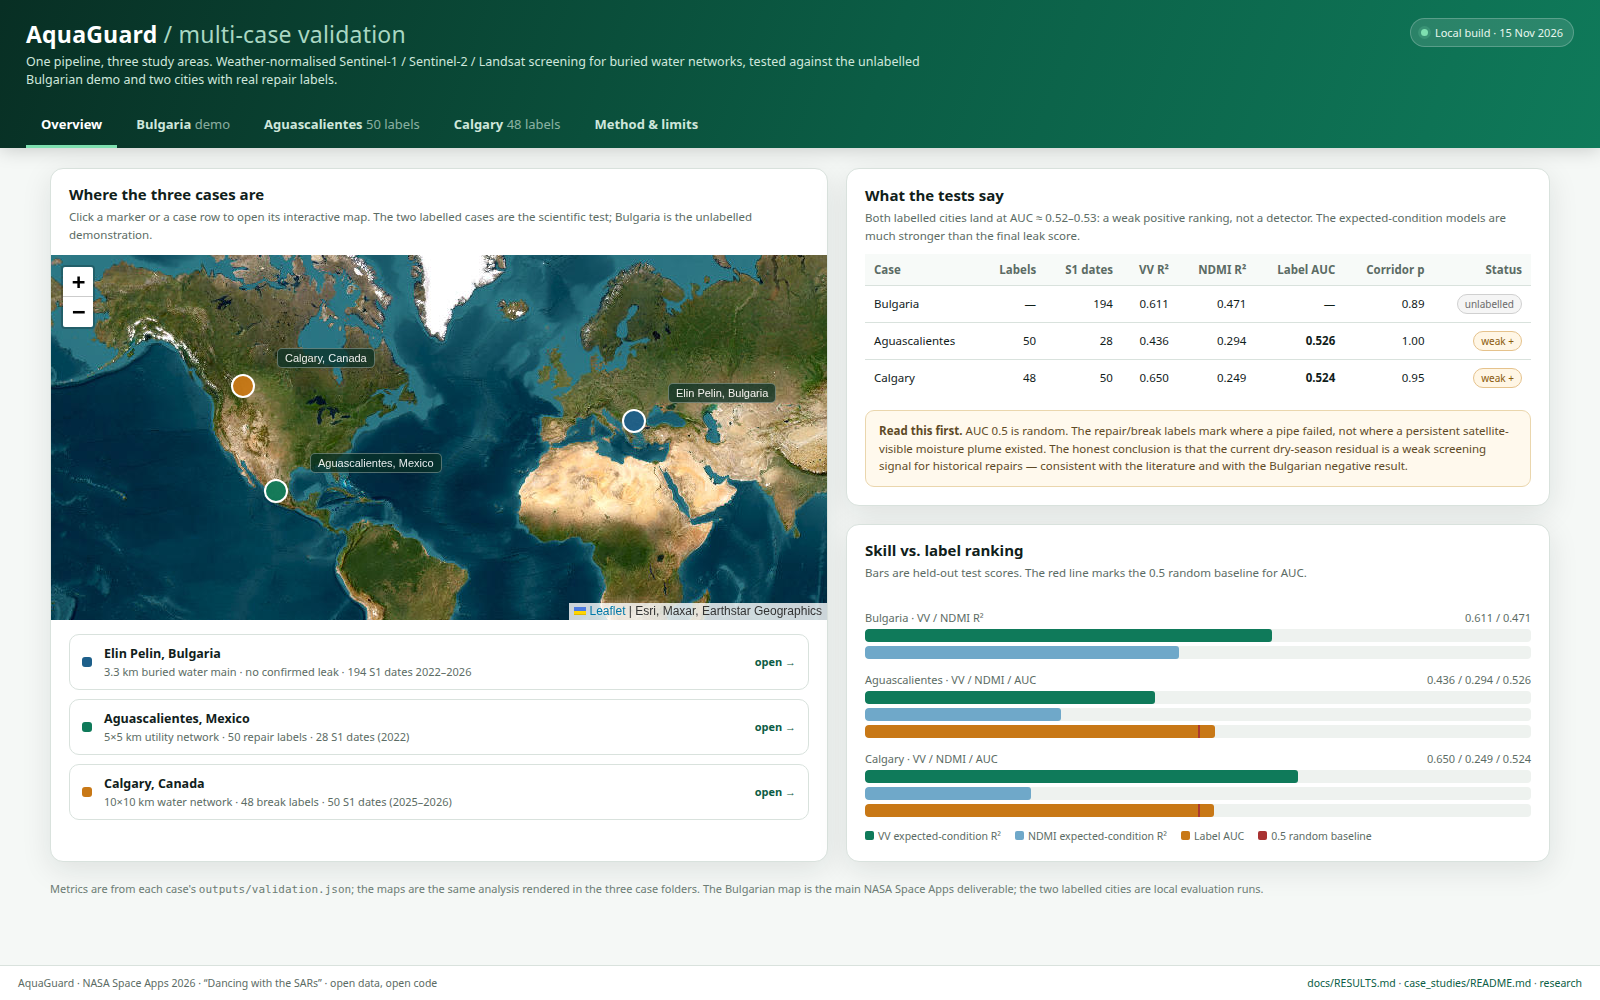 AquaGuard / multi-case validation
Local build · 15 Nov 2026
One pipeline, three study areas. Weather-normalised Sentinel-1 / Sentinel-2 / Landsat screening for buried water networks, tested against the unlabelled
Bulgarian demo and two cities with real repair labels.
Overview
Bulgaria demo
Aguascalientes 50 labels
Calgary 48 labels
Method & limits
Where the three cases are
Click a marker or a case row to open its interactive map. The two labelled cases are the scientific test; Bulgaria is the unlabelled
demonstration.
+
−
Calgary, Canada
Elin Pelin, Bulgaria
Aguascalientes, Mexico
Leaflet | Esri, Maxar, Earthstar Geographics
Elin Pelin, Bulgaria
3.3 km buried water main · no confirmed leak · 194 S1 dates 2022–2026
open →
Aguascalientes, Mexico
5×5 km utility network · 50 repair labels · 28 S1 dates (2022)
open →
Calgary, Canada
10×10 km water network · 48 break labels · 50 S1 dates (2025–2026)
open →
What the tests say
Both labelled cities land at AUC ≈ 0.52–0.53: a weak positive ranking, not a detector. The expected-condition models are
much stronger than the final leak score.
Case Labels S1 dates VV R² NDMI R² Label AUC Corridor p Status
Bulgaria — 194 0.611 0.471 — 0.89 unlabelled
Aguascalientes 50 28 0.436 0.294 0.526 1.00 weak +
Calgary 48 50 0.650 0.249 0.524 0.95 weak +
Read this first. AUC 0.5 is random. The repair/break labels mark where a pipe failed, not where a persistent satellite-
visible moisture plume existed. The honest conclusion is that the current dry-season residual is a weak screening
signal for historical repairs — consistent with the literature and with the Bulgarian negative result.
Skill vs. label ranking
Bars are held-out test scores. The red line marks the 0.5 random baseline for AUC.
Bulgaria · VV / NDMI R² 0.611 / 0.471
Aguascalientes · VV / NDMI / AUC 0.436 / 0.294 / 0.526
Calgary · VV / NDMI / AUC 0.650 / 0.249 / 0.524
VV expected-condition R² NDMI expected-condition R² Label AUC 0.5 random baseline
Metrics are from each case's outputs/validation.json; the maps are the same analysis rendered in the three case folders. The Bulgarian map is the main NASA Space Apps deliverable; the two labelled cities are local evaluation runs.
AquaGuard · NASA Space Apps 2026 · “Dancing with the SARs” · open data, open code
docs/RESULTS.md · case_studies/README.md · research